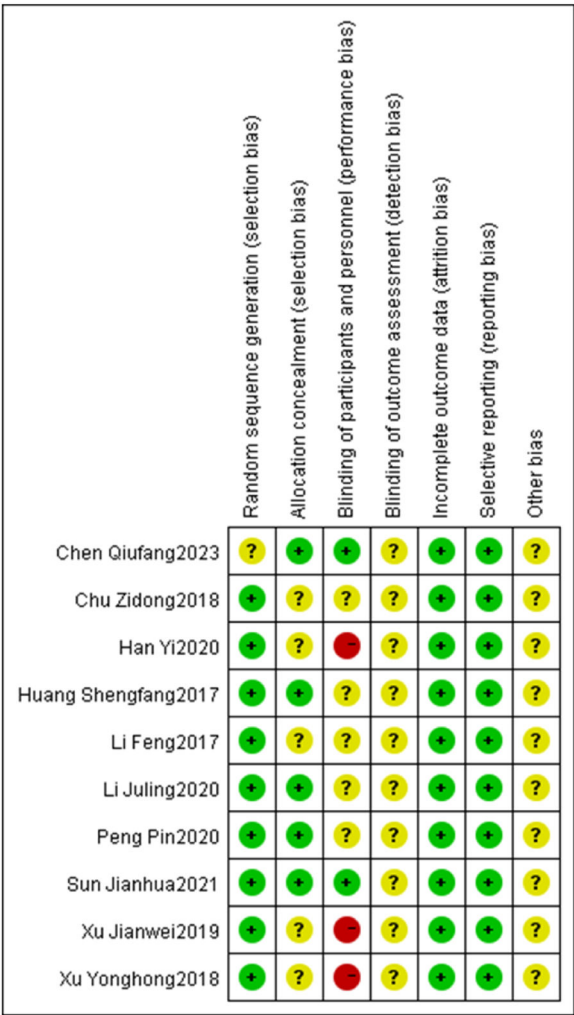 Random sequence generation (selection bias)
Allocation concealment (selection bias)
Blinding of participants and personnel (performance bias)
Blinding of outcome assessment (detection bias)
Incomplete outcome data (attrition bias)
Selective reporting (reporting bias)
Other bias
Chen Qiufang2023 ? + + ? + + ?
Chu Zidong2018 + ? ? ? + + ?
Han Yi2020 + ? - ? + + ?
Huang Shengfang2017 + + ? ? + + ?
Li Feng2017 + ? ? ? + + ?
Li Juling2020 + + ? ? + + ?
Peng Pin2020 + + ? ? + + ?
Sun Jianhua2021 + + + ? + + ?
Xu Jianwei2019 + ? - ? + + ?
Xu Yonghong2018 + ? - ? + + ?